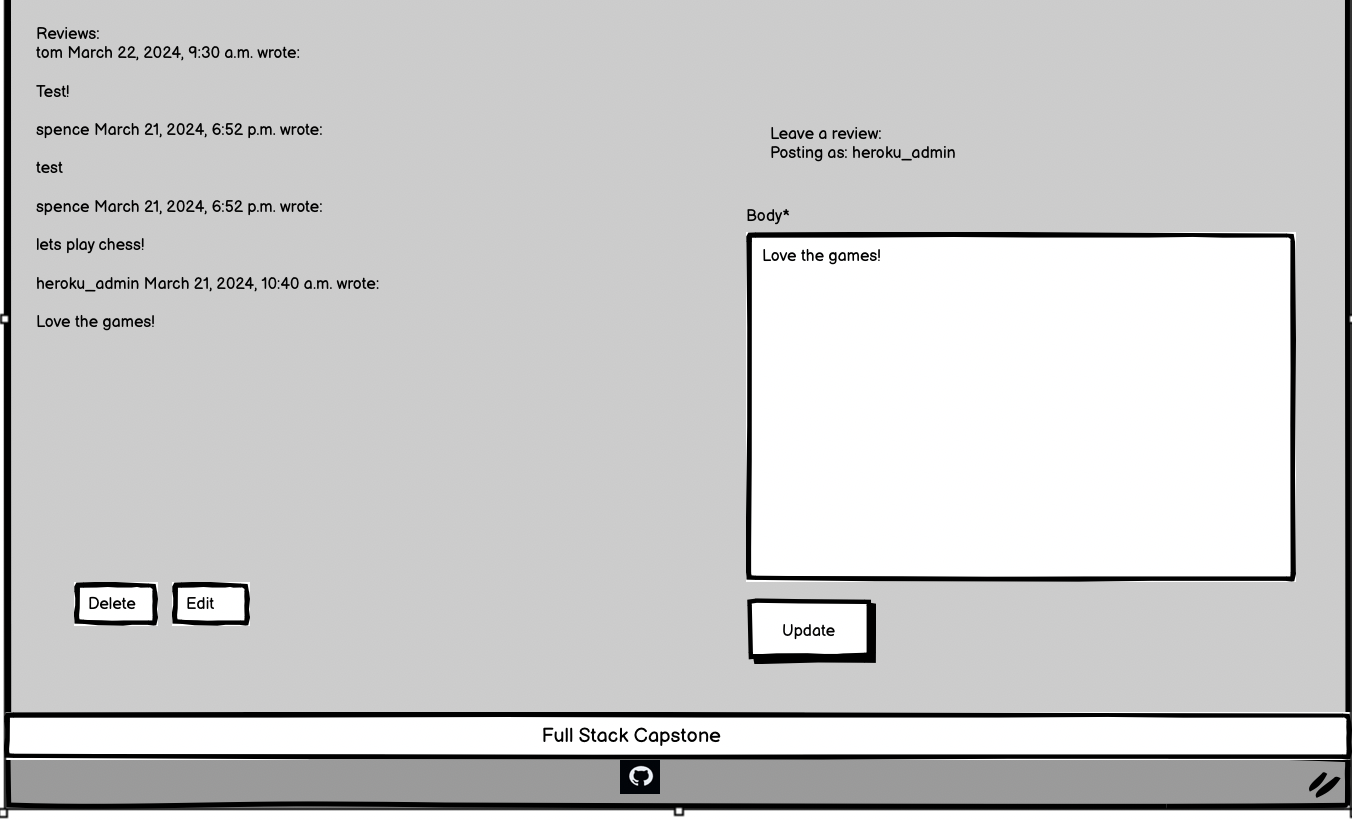 Reviews:
tom March 22, 2024, 9:30 a.m. wrote:
Test!
spence March 21, 2024, 6:52 p.m. wrote:
test
spence March 21, 2024, 6:52 p.m. wrote:
lets play chess!
heroku_admin March 21, 2024, 10:40 a.m. wrote:
Love the games!
Delete
Edit
Leave a review:
Posting as: heroku_admin
Body*
Love the games!
Update
Full Stack Capstone